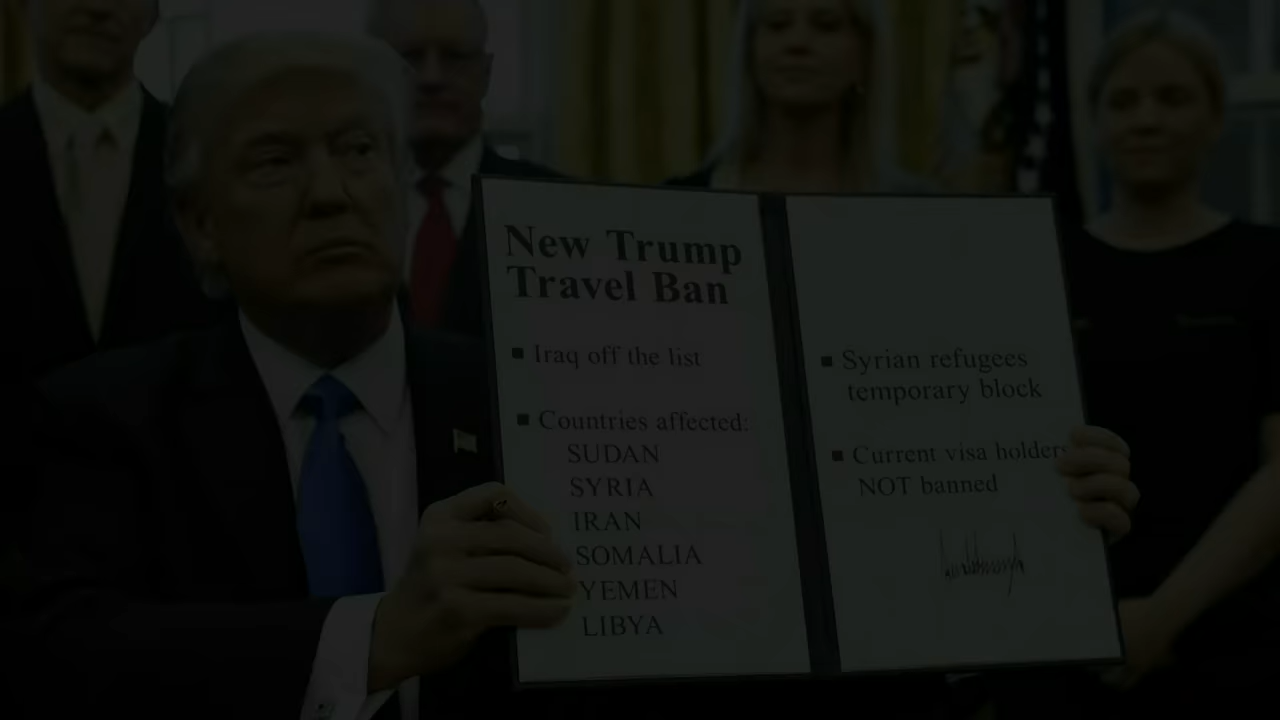 New Trump
Travel Ban
▪ Iraq off the list
▪ Countries affected:
SUDAN
SYRIA
IRAN
SOMALIA
YEMEN
LIBYA
▪ Syrian refugees
temporary block
▪ Current visa holders
NOT banned